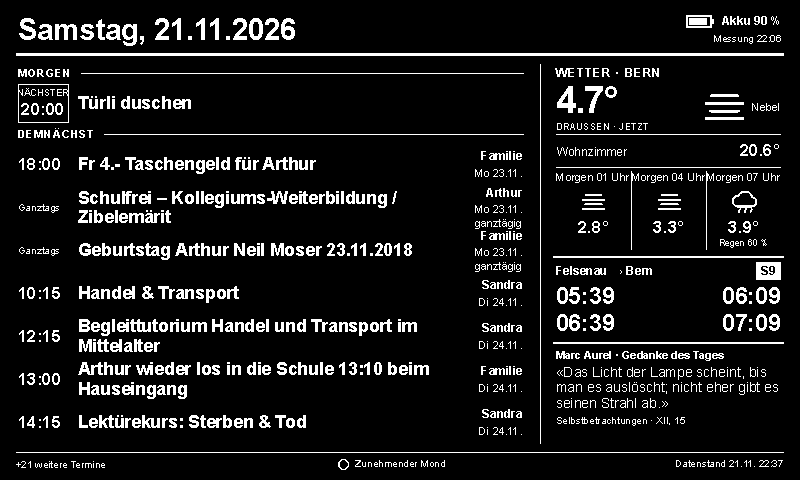 Samstag, 21.11.2026
Akku 90 %
Messung 22:06
MORGEN
NÄCHSTER
20:00
Türli duschen
DEMNÄCHST
18:00
Fr 4.- Taschengeld für Arthur
Familie
Mo 23.11.
Ganztags
Schulfrei – Kollegiums-Weiterbildung /
Zibelemärit
Arthur
Mo 23.11.
ganztägig
Ganztags
Geburtstag Arthur Neil Moser 23.11.2018
Familie
Mo 23.11.
ganztägig
10:15
Handel & Transport
Sandra
Di 24.11.
12:15
Begleittutorium Handel und Transport im
Mittelalter
Sandra
Di 24.11.
13:00
Arthur wieder los in die Schule 13:10 beim
Hauseingang
Familie
Di 24.11.
14:15
Lektürekurs: Sterben & Tod
Sandra
Di 24.11.
WETTER · BERN
4.7°
Nebel
DRAUSSEN · JETZT
Wohnzimmer
20.6°
Morgen 01 Uhr
Morgen 04 Uhr
Morgen 07 Uhr
2.8°
3.3°
3.9°
Regen 60 %
Felsenau → Bern
S9
05:39
06:09
06:39
07:09
Marc Aurel · Gedanke des Tages
«Das Licht der Lampe scheint, bis
man es auslöscht; nicht eher gibt es
seinen Strahl ab.»
Selbstbetrachtungen · XII, 15
+21 weitere Termine
Zunehmender Mond
Datenstand 21.11. 22:37